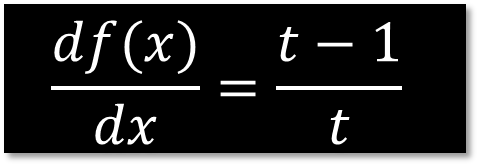 df(x)/dx = (t − 1)/t